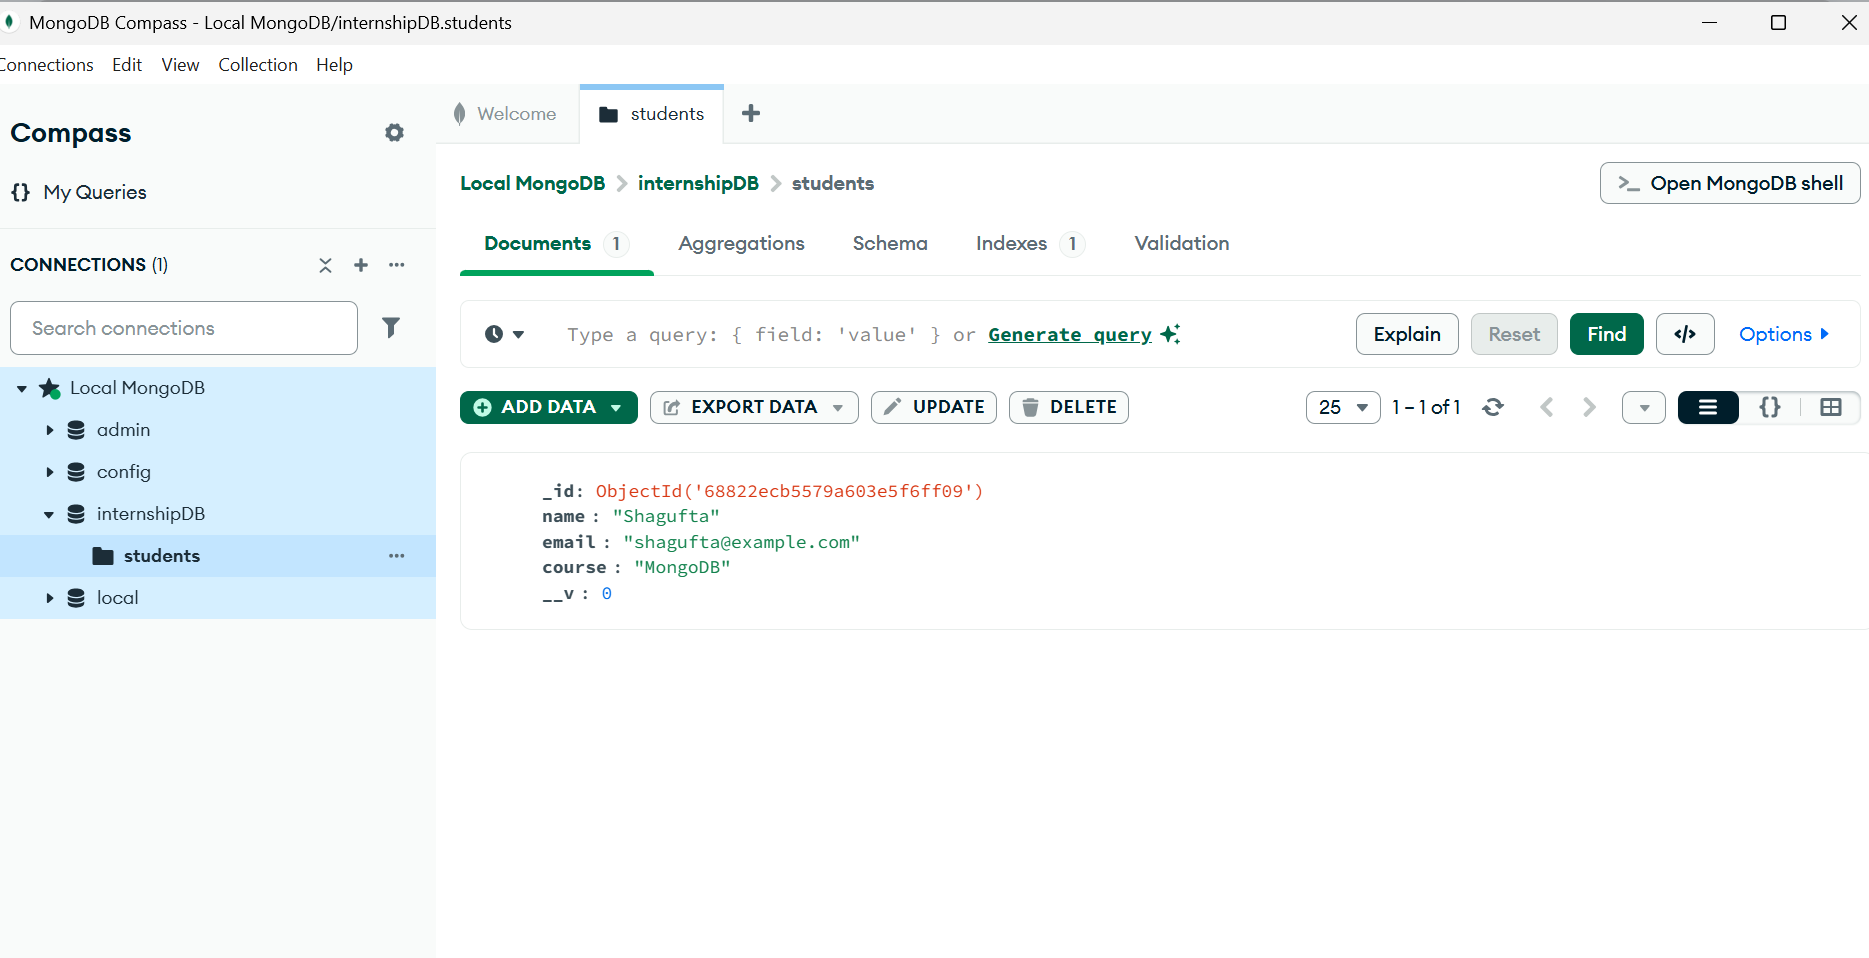 MongoDB Compass - Local MongoDB/internshipDB.students
Connections Edit View Collection Help
Welcome students
Compass
{} My Queries
Local MongoDB > internshipDB > students
>_ Open MongoDB shell
Documents 1 Aggregations Schema Indexes 1 Validation
CONNECTIONS (1)
Search connections
Type a query: { field: 'value' } or Generate query
Explain Reset Find </> Options
Local MongoDB
admin
config
internshipDB
students
local
ADD DATA EXPORT DATA UPDATE DELETE
25 1 – 1 of 1 {}
_id: ObjectId('68822ecb5579a603e5f6ff09')
name : "Shagufta"
email : "shagufta@example.com"
course : "MongoDB"
__v : 0